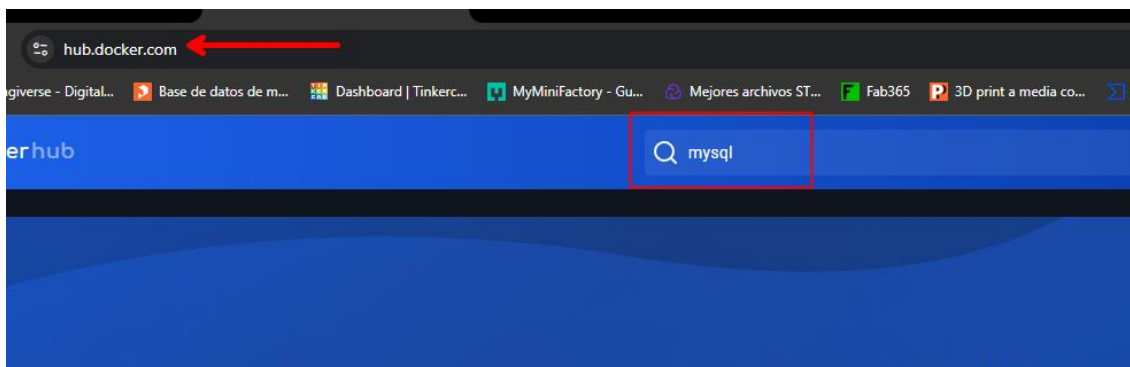 hub.docker.com
giverse - Digital... Base de datos de m... Dashboard | Tinkerc... MyMiniFactory - Gu... Mejores archivos ST... Fab365 3D print a media co...
erhub mysql